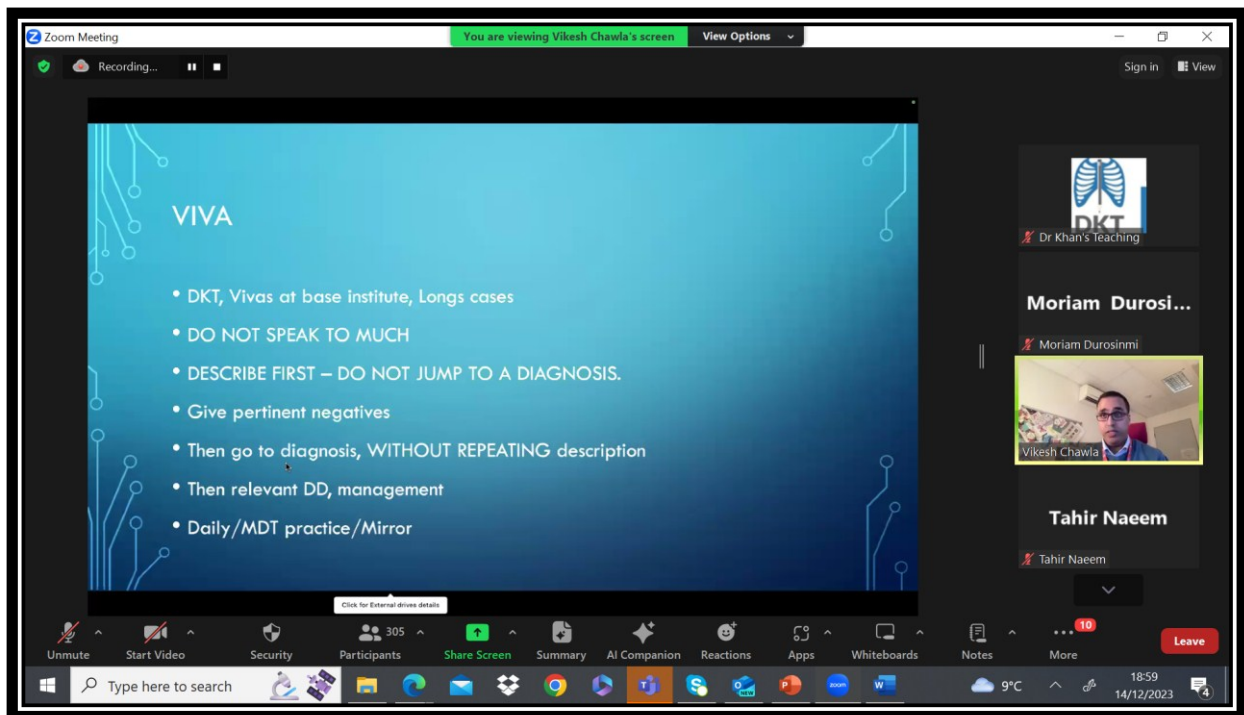 Zoom Meeting
You are viewing Vikesh Chawla's screen
View Options
Recording...
Sign in
View
VIVA
• DKT, Vivas at base institute, Longs cases
• DO NOT SPEAK TO MUCH
• DESCRIBE FIRST – DO NOT JUMP TO A DIAGNOSIS.
• Give pertinent negatives
• Then go to diagnosis, WITHOUT REPEATING description
• Then relevant DD, management
• Daily/MDT practice/Mirror
DKT
Dr Khan's Teaching
Moriam Durosi...
Moriam Durosinmi
Vikesh Chawla
Tahir Naeem
Tahir Naeem
Click for External drives details
305
10
Unmute
Start Video
Security
Participants
Share Screen
Summary
AI Companion
Reactions
Apps
Whiteboards
Notes
More
Leave
Type here to search
NEW
zoom
9°C
18:59
14/12/2023
4